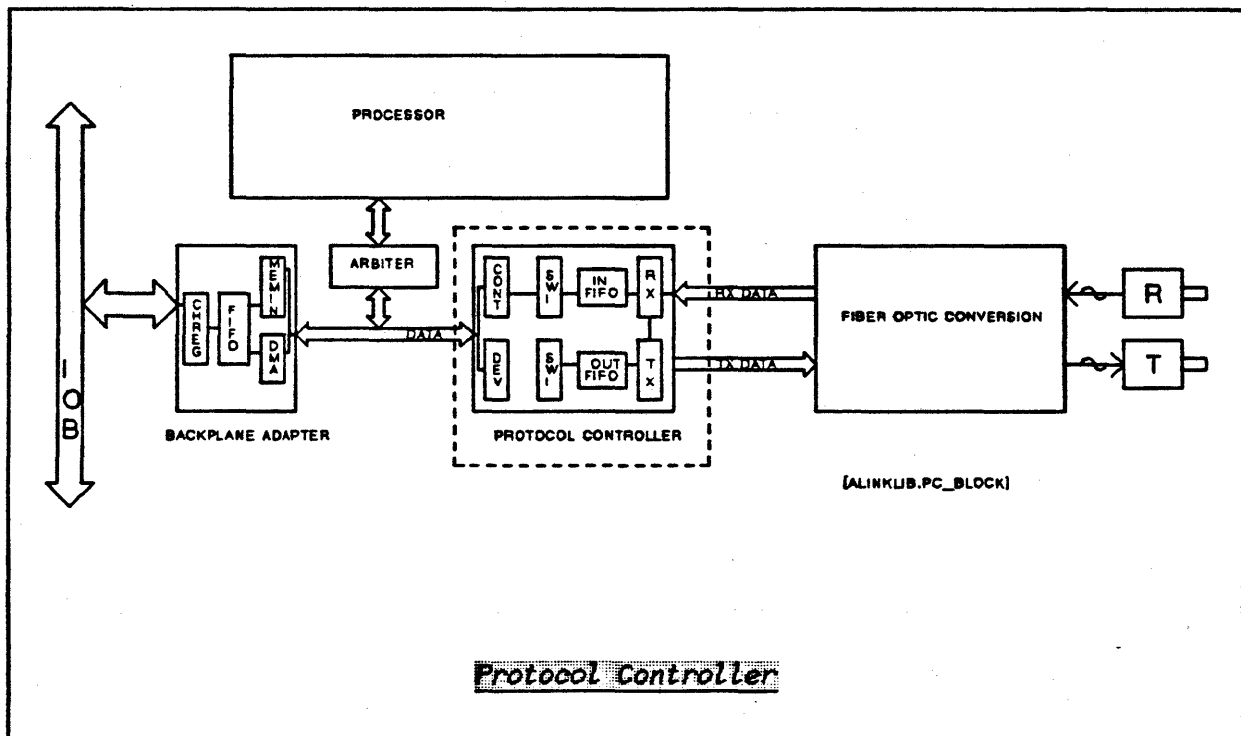 PROCESSOR
ARBITER
IOB
CHREG
FIFO
MEMIN
DMA
DATA
BACKPLANE ADAPTER
CONT
SWI
IN
FIFO
RX
DEV
SWI
OUT
FIFO
TX
PROTOCOL CONTROLLER
RX DATA
TX DATA
FIBER OPTIC CONVERSION
R
T
[ALINKLIB.PC_BLOCK]
Protocol Controller